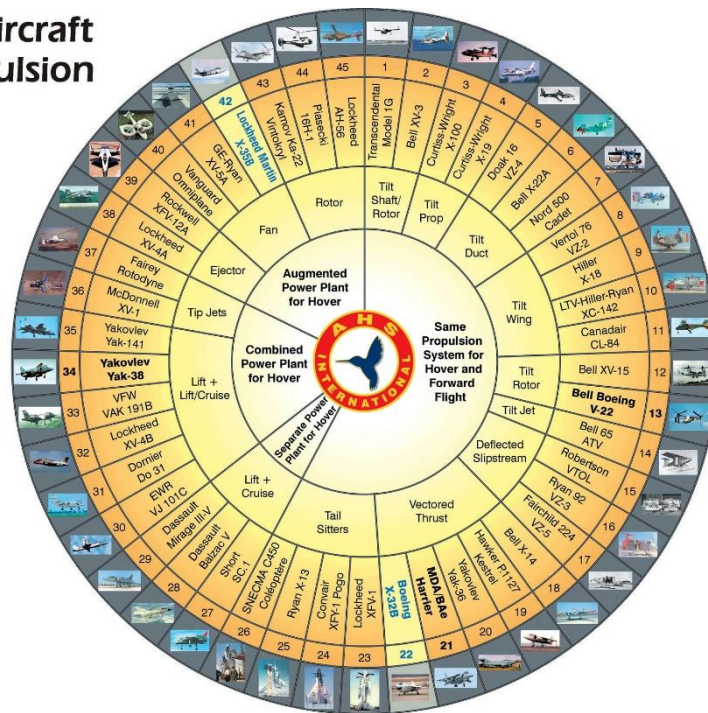 ircraft
ulsion
AHS
INTERNATIONAL
Same
Propulsion
System for
Hover and
Forward
Flight
Separate Power
Plant for Hover
Combined
Power Plant
for Hover
Augmented
Power Plant
for Hover
Tilt
Shaft/
Rotor
Tilt
Prop
Tilt
Duct
Tilt
Wing
Tilt
Rotor
Tilt Jet
Deflected
Slipstream
Vectored
Thrust
Tail
Sitters
Lift +
Cruise
Lift +
Lift/Cruise
Tip Jets
Ejector
Fan
Rotor
1
Transcendental
Model 1G
2
Bell XV-3
3
Curtiss-Wright
X-100
4
Curtiss-Wright
X-19
5
Doak 16
VZ-4
6
Bell X-22A
7
Nord 500
Cadet
8
Vertol 76
VZ-2
9
Hiller
X-18
10
LTV-Hiller-Ryan
XC-142
11
Canadair
CL-84
12
Bell XV-15
13
Bell Boeing
V-22
14
Bell 65
ATV
15
Robertson
VTOL
16
Ryan 92
VZ-3
17
Fairchild 224
VZ-5
18
Bell X-14
19
Hawker P.1127
Kestrel
20
Yakovlev
Yak-36
21
MDA/BAe
Harrier
22
Boeing
X-32B
23
Lockheed
XFV-1
24
Convair
XFY-1 Pogo
25
Ryan X-13
26
SNECMA C450
Coléoptère
27
Short
SC.1
28
Dassault
Balzac V
29
Dassault
Mirage III-V
30
EWR
VJ 101C
31
Dornier
Do 31
32
Lockheed
XV-4B
33
VFW
VAK 191B
34
Yakovlev
Yak-38
35
Yakovlev
Yak-141
36
McDonnell
XV-1
37
Fairey
Rotodyne
38
Lockheed
XV-4A
39
Rockwell
XFV-12A
40
Vanguard
Omniplane
41
GE-Ryan
XV-5A
42
Lockheed Martin
X-35B
43
Kamov Ka-22
Vintokryl
44
Piasecki
16H-1
45
Lockheed
AH-56